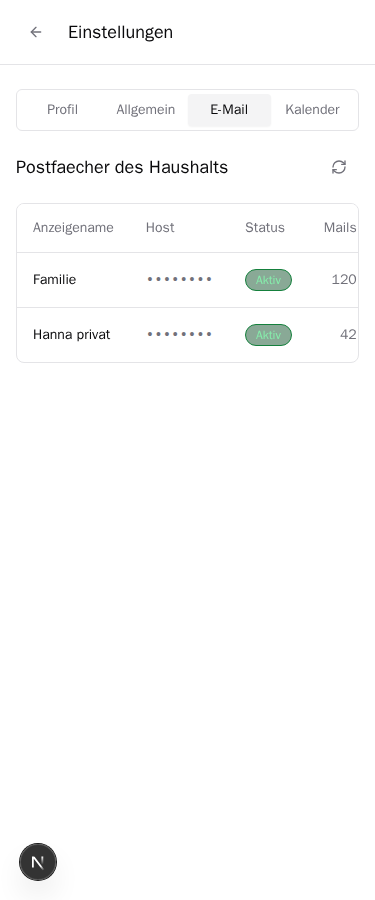 Einstellungen
Profil Allgemein E-Mail Kalender
Postfaecher des Haushalts
Anzeigename Host Status Mails
Familie •••••••• Aktiv 120
Hanna privat •••••••• Aktiv 42
N